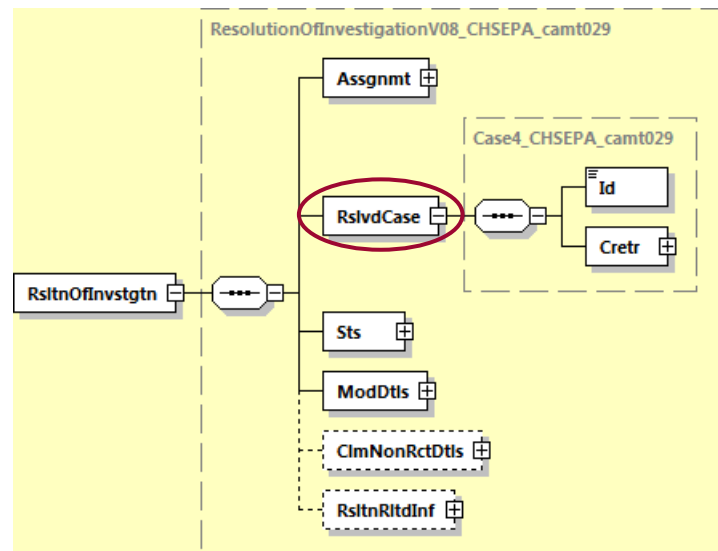 ResolutionOfInvestigationV08_CHSEPA_camt029
Assgnmt
Case4_CHSEPA_camt029
Id
RslvdCase
Cretr
RsltnOfInvstgtn
Sts
ModDtls
ClmNonRctDtls
RsltnRltdInf